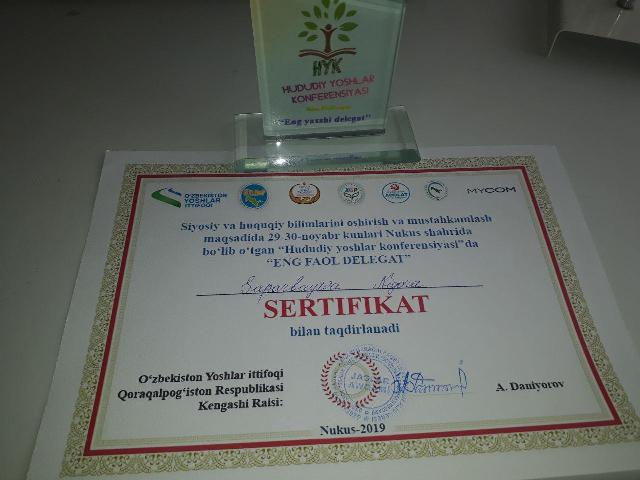 HYK
HUDUDIY YOSHLAR
KONFERENSIYASI
"Eng yaxshi delegat"
O'ZBEKISTON
YOSHLAR
ITTIFOQI
MYCOM
Siyosiy va huquqiy bilimlarini oshirish va mustahkamlash
maqsadida 29-30-noyabr kunlari Nukus shahrida
bo'lib o'tgan "Hududiy yoshlar konferensiyasi"da
"ENG FAOL DELEGAT"
SERTIFIKAT
bilan taqdirlanadi
O'zbekiston Yoshlar ittifoqi
Qoraqalpog'iston Respublikasi
Kengashi Raisi:
A. Daniyorov
Nukus-2019